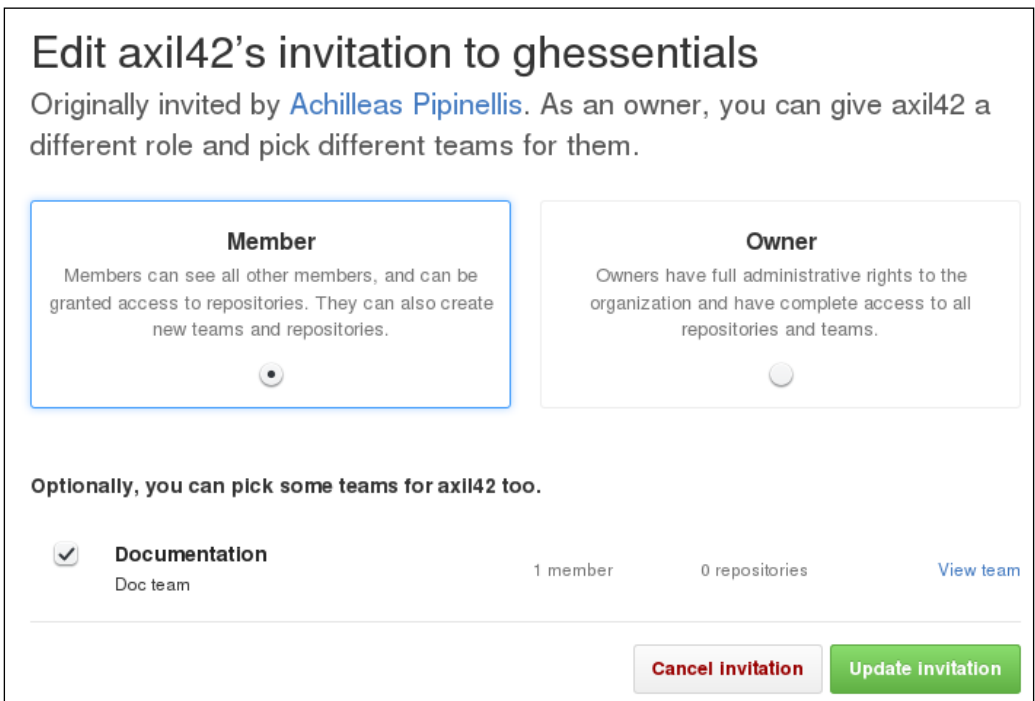 Edit axil42's invitation to ghessentials
Originally invited by Achilleas Pipinellis. As an owner, you can give axil42 a
different role and pick different teams for them.
Member
Members can see all other members, and can be
granted access to repositories. They can also create
new teams and repositories.
Owner
Owners have full administrative rights to the
organization and have complete access to all
repositories and teams.
Optionally, you can pick some teams for axil42 too.
Documentation
Doc team
1 member
0 repositories
View team
Cancel invitation
Update invitation